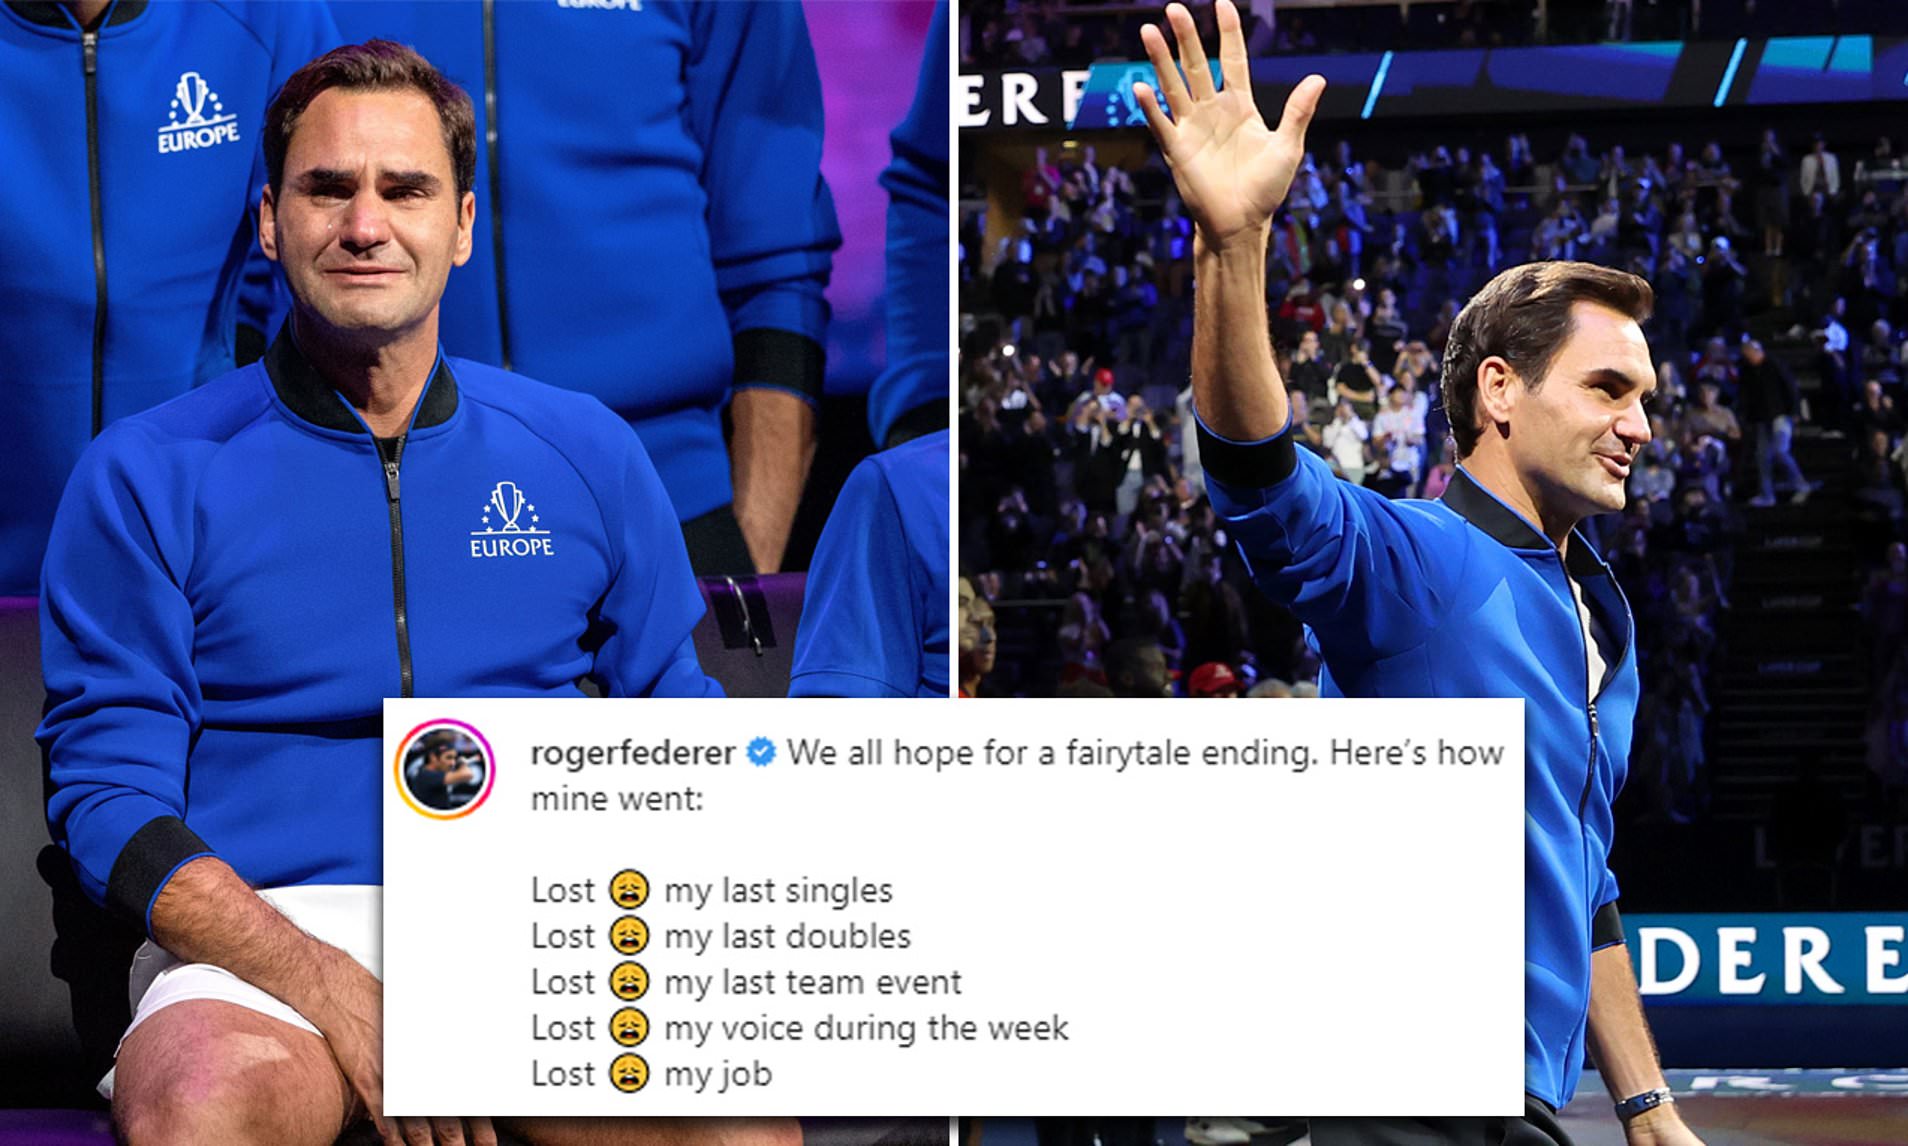 EUROPE
EUROPE
EUROPE
ERF
rogerfederer We all hope for a fairytale ending. Here's how
mine went:
Lost 😩 my last singles
Lost 😩 my last doubles
Lost 😩 my last team event
Lost 😩 my voice during the week
Lost 😩 my job
DERE